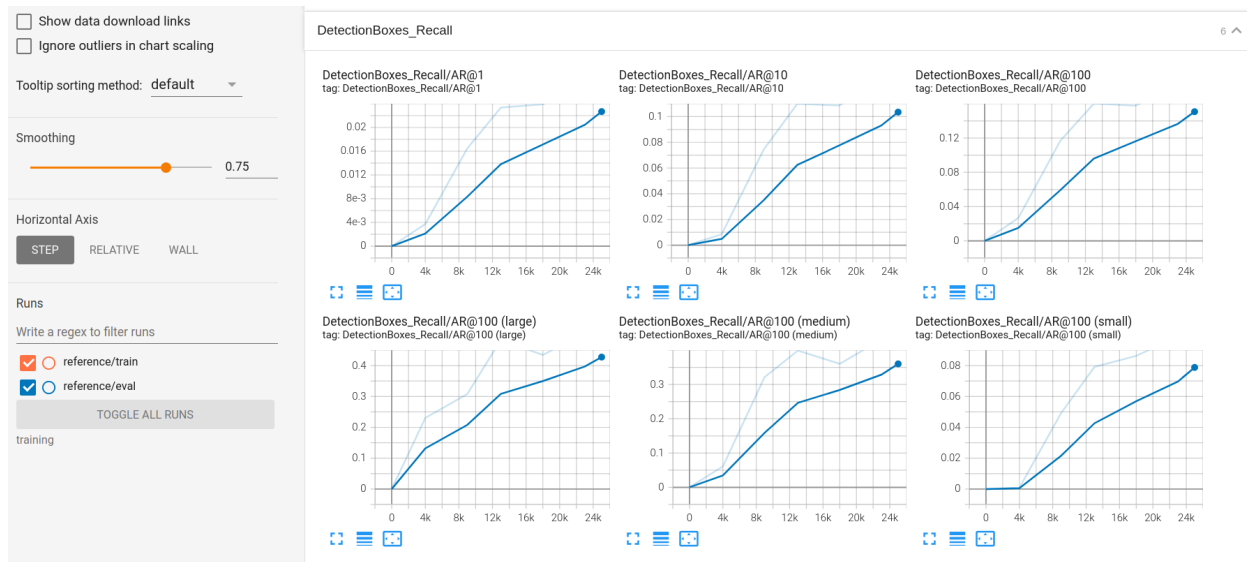 Show data download links
Ignore outliers in chart scaling
Tooltip sorting method: default
Smoothing
0.75
Horizontal Axis
STEP RELATIVE WALL
Runs
Write a regex to filter runs
reference/train
reference/eval
TOGGLE ALL RUNS
training
DetectionBoxes_Recall
6
DetectionBoxes_Recall/AR@1
tag: DetectionBoxes_Recall/AR@1
0.02
0.016
0.012
8e-3
4e-3
0
0 4k 8k 12k 16k 20k 24k
DetectionBoxes_Recall/AR@10
tag: DetectionBoxes_Recall/AR@10
0.1
0.08
0.06
0.04
0.02
0
0 4k 8k 12k 16k 20k 24k
DetectionBoxes_Recall/AR@100
tag: DetectionBoxes_Recall/AR@100
0.12
0.08
0.04
0
0 4k 8k 12k 16k 20k 24k
DetectionBoxes_Recall/AR@100 (large)
tag: DetectionBoxes_Recall/AR@100 (large)
0.4
0.3
0.2
0.1
0
0 4k 8k 12k 16k 20k 24k
DetectionBoxes_Recall/AR@100 (medium)
tag: DetectionBoxes_Recall/AR@100 (medium)
0.3
0.2
0.1
0
0 4k 8k 12k 16k 20k 24k
DetectionBoxes_Recall/AR@100 (small)
tag: DetectionBoxes_Recall/AR@100 (small)
0.08
0.06
0.04
0.02
0
0 4k 8k 12k 16k 20k 24k